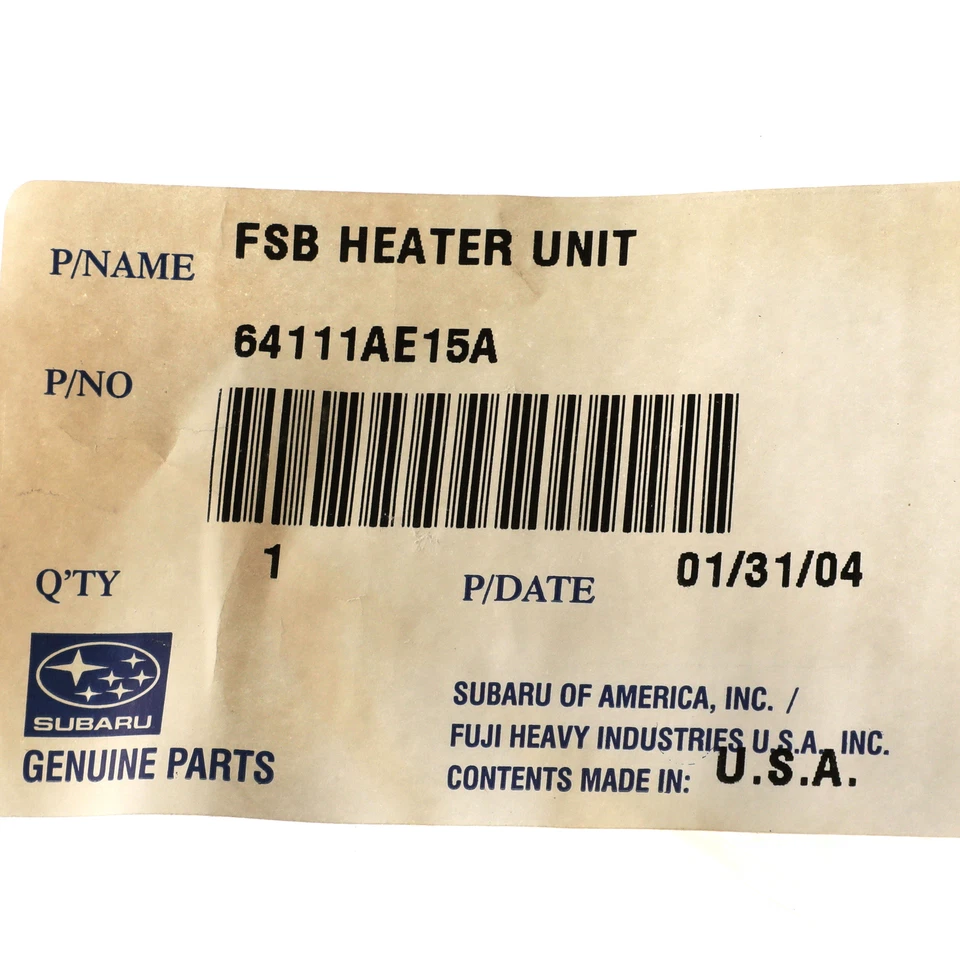 P/NAME FSB HEATER UNIT
P/NO 64111AE15A
Q'TY 1 P/DATE 01/31/04
SUBARU
GENUINE PARTS
SUBARU OF AMERICA, INC. /
FUJI HEAVY INDUSTRIES U.S.A., INC.
CONTENTS MADE IN: U.S.A.